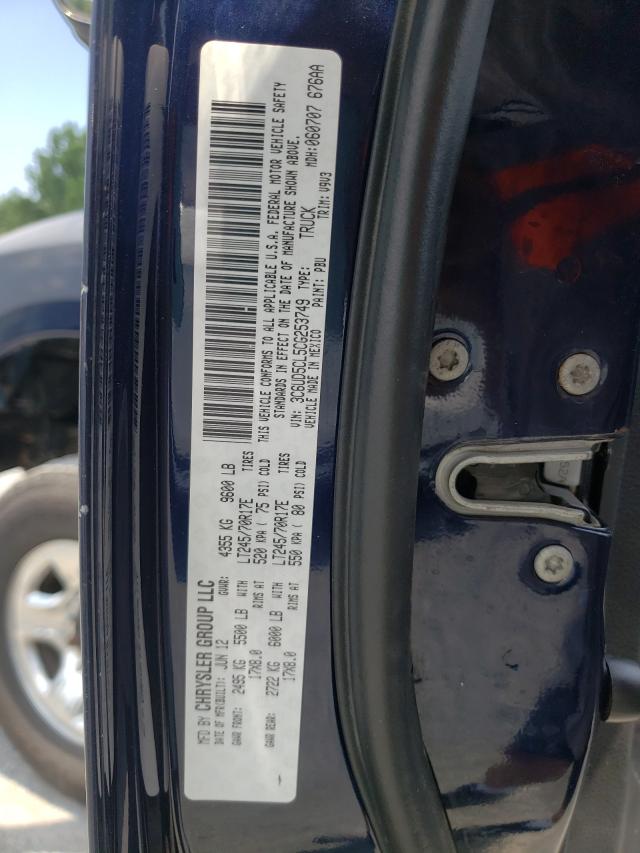 MFD BY CHRYSLER GROUP LLC
DATE OF MFR(BUILT): JUN 12 GVWR: 4355 KG 9600 LB
GAWR FRONT: 2495 KG 5500 LB WITH LT245/70R17E TIRES
17X8.0 RIMS AT 520 KPA ( 75 PSI) COLD
GAWR REAR: 2722 KG 6000 LB WITH LT245/70R17E TIRES
17X8.0 RIMS AT 550 KPA ( 80 PSI) COLD
THIS VEHICLE CONFORMS TO ALL APPLICABLE U.S.A. FEDERAL MOTOR VEHICLE SAFETY
STANDARDS IN EFFECT ON THE DATE OF MANUFACTURE SHOWN ABOVE.
VIN: 3C6UD5CL5CG253749 TYPE: TRUCK MDH:060707 676AA
VEHICLE MADE IN MEXICO PAINT: PBU TRIM: V9V3